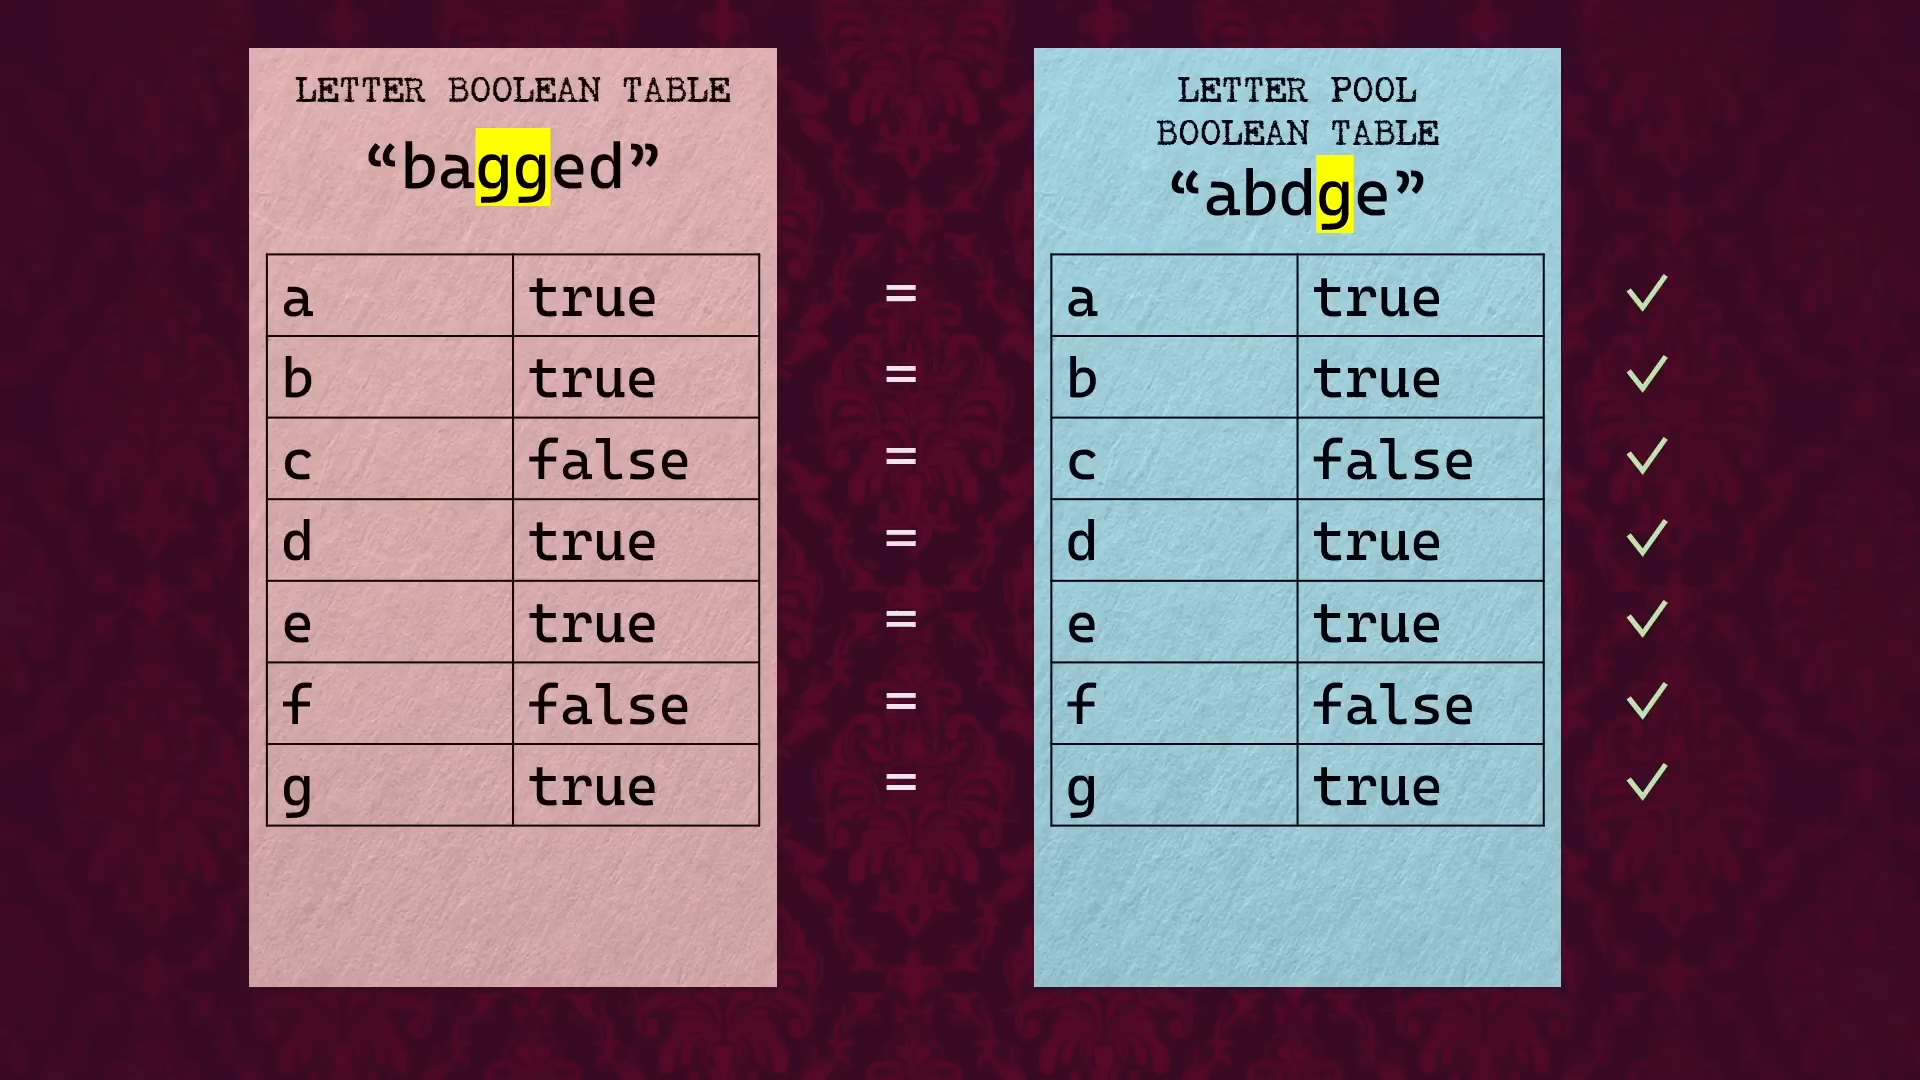 LETTER BOOLEAN TABLE
“bagged”
a true
b true
c false
d true
e true
f false
g true
=
=
=
=
=
=
=
LETTER POOL
BOOLEAN TABLE
“abdge”
a true
b true
c false
d true
e true
f false
g true
✓
✓
✓
✓
✓
✓
✓